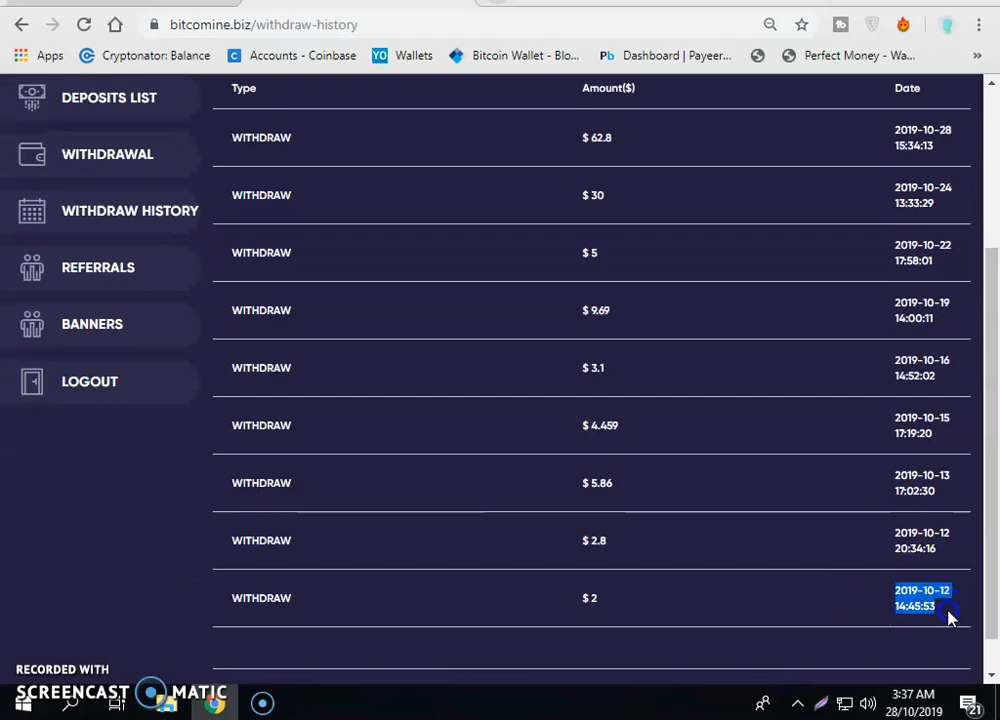 bitcomine.biz/withdraw-history
Apps Cryptonator: Balance Accounts - Coinbase YO Wallets Bitcoin Wallet - Blo... Pb Dashboard | Payeer... Perfect Money - Wa... »
DEPOSITS LIST
WITHDRAWAL
WITHDRAW HISTORY
REFERRALS
BANNERS
LOGOUT
Type Amount($) Date
WITHDRAW $ 62.8 2019-10-28
15:34:13
WITHDRAW $ 30 2019-10-24
13:33:29
WITHDRAW $ 5 2019-10-22
17:58:01
WITHDRAW $ 9.69 2019-10-19
14:00:11
WITHDRAW $ 3.1 2019-10-16
14:52:02
WITHDRAW $ 4.459 2019-10-15
17:19:20
WITHDRAW $ 5.86 2019-10-13
17:02:30
WITHDRAW $ 2.8 2019-10-12
20:34:16
WITHDRAW $ 2 2019-10-12
14:45:53
RECORDED WITH
SCREENCAST MATIC
3:37 AM
28/10/2019
21